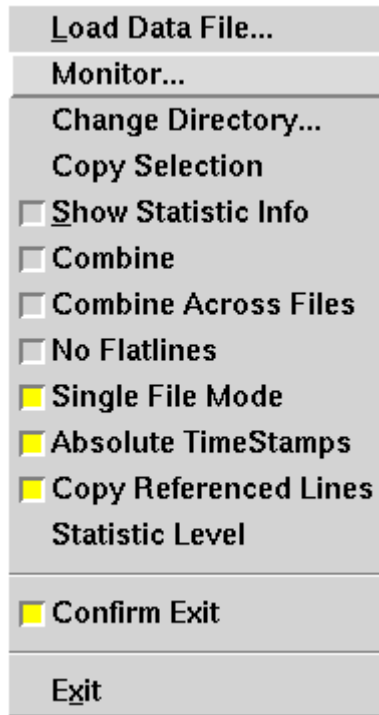 Load Data File...
Monitor...
Change Directory...
Copy Selection
Show Statistic Info
Combine
Combine Across Files
No Flatlines
Single File Mode
Absolute TimeStamps
Copy Referenced Lines
Statistic Level
Confirm Exit
Exit